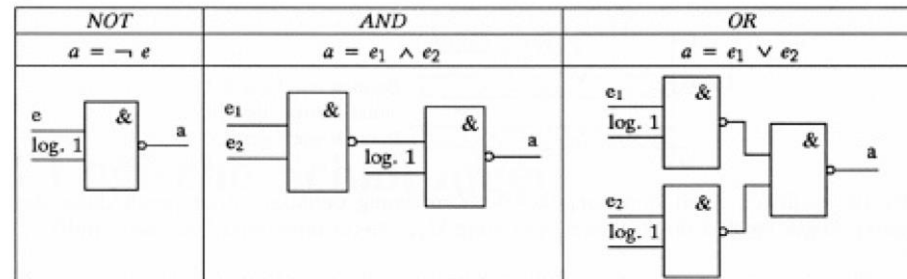 NOT
AND
OR
a = ¬ e
a = e₁ ∧ e₂
a = e₁ ∨ e₂
e
log. 1
&
a
e₁
e₂
&
log. 1
&
a
e₁
log. 1
&
e₂
log. 1
&
&
a